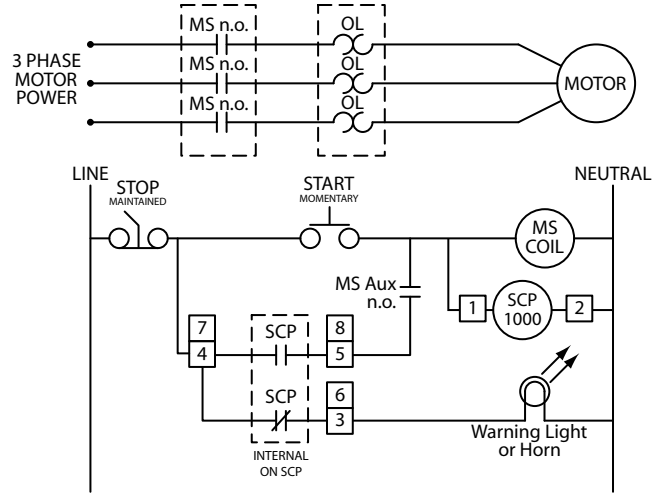 MS n.o.
OL
3 PHASE
MOTOR
POWER
MS n.o.
OL
MOTOR
MS n.o.
OL
LINE
NEUTRAL
STOP
MAINTAINED
START
MOMENTARY
MS
COIL
MS Aux
n.o.
1
SCP
1000
2
7
4
SCP
8
5
SCP
6
3
INTERNAL
ON SCP
Warning Light
or Horn